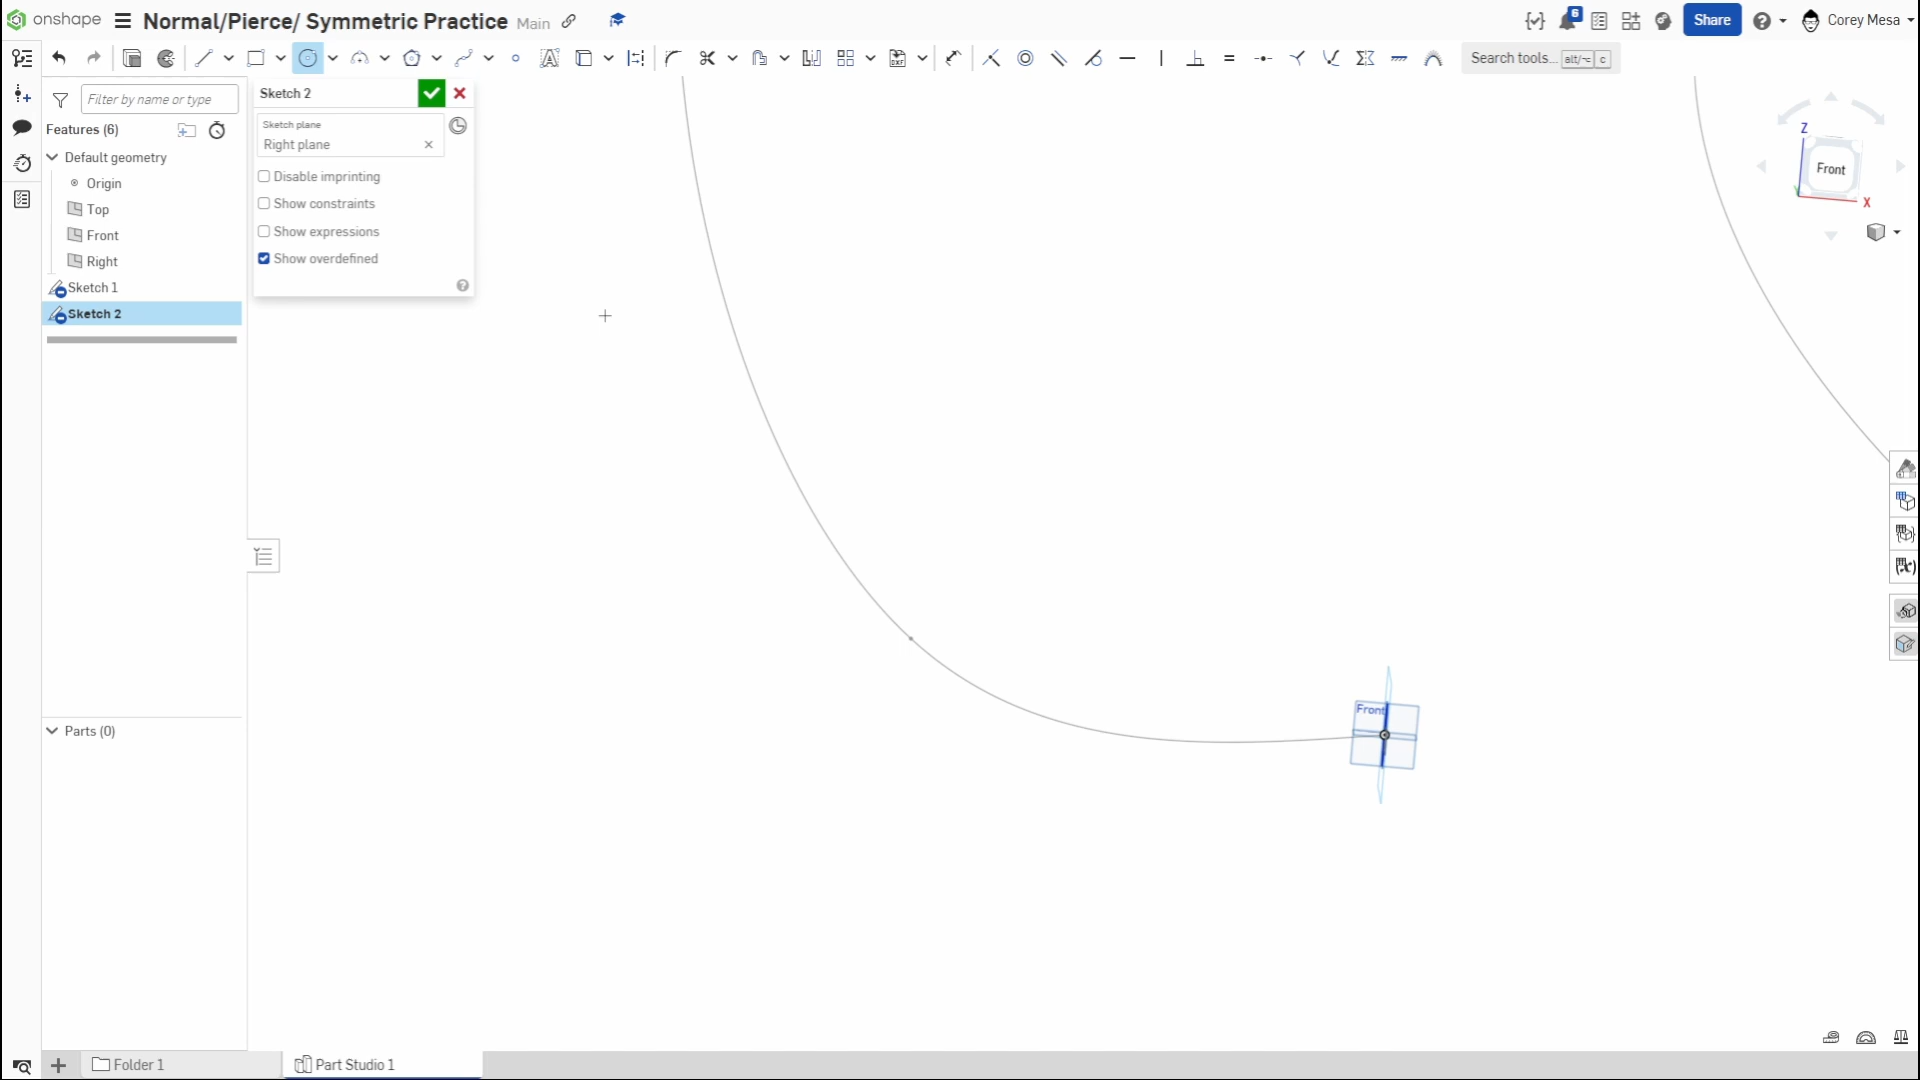 onshape Normal/Pierce/ Symmetric Practice Main 6 Share Corey Mesa
Search tools... alt/⌥ c
Filter by name or type
Features (6)
Default geometry
Origin
Top
Front
Right
Sketch 1
Sketch 2
Parts (0)
Sketch 2
Sketch plane
Right plane
Disable imprinting
Show constraints
Show expressions
Show overdefined
Z
Front
X
Front
Folder 1
Part Studio 1